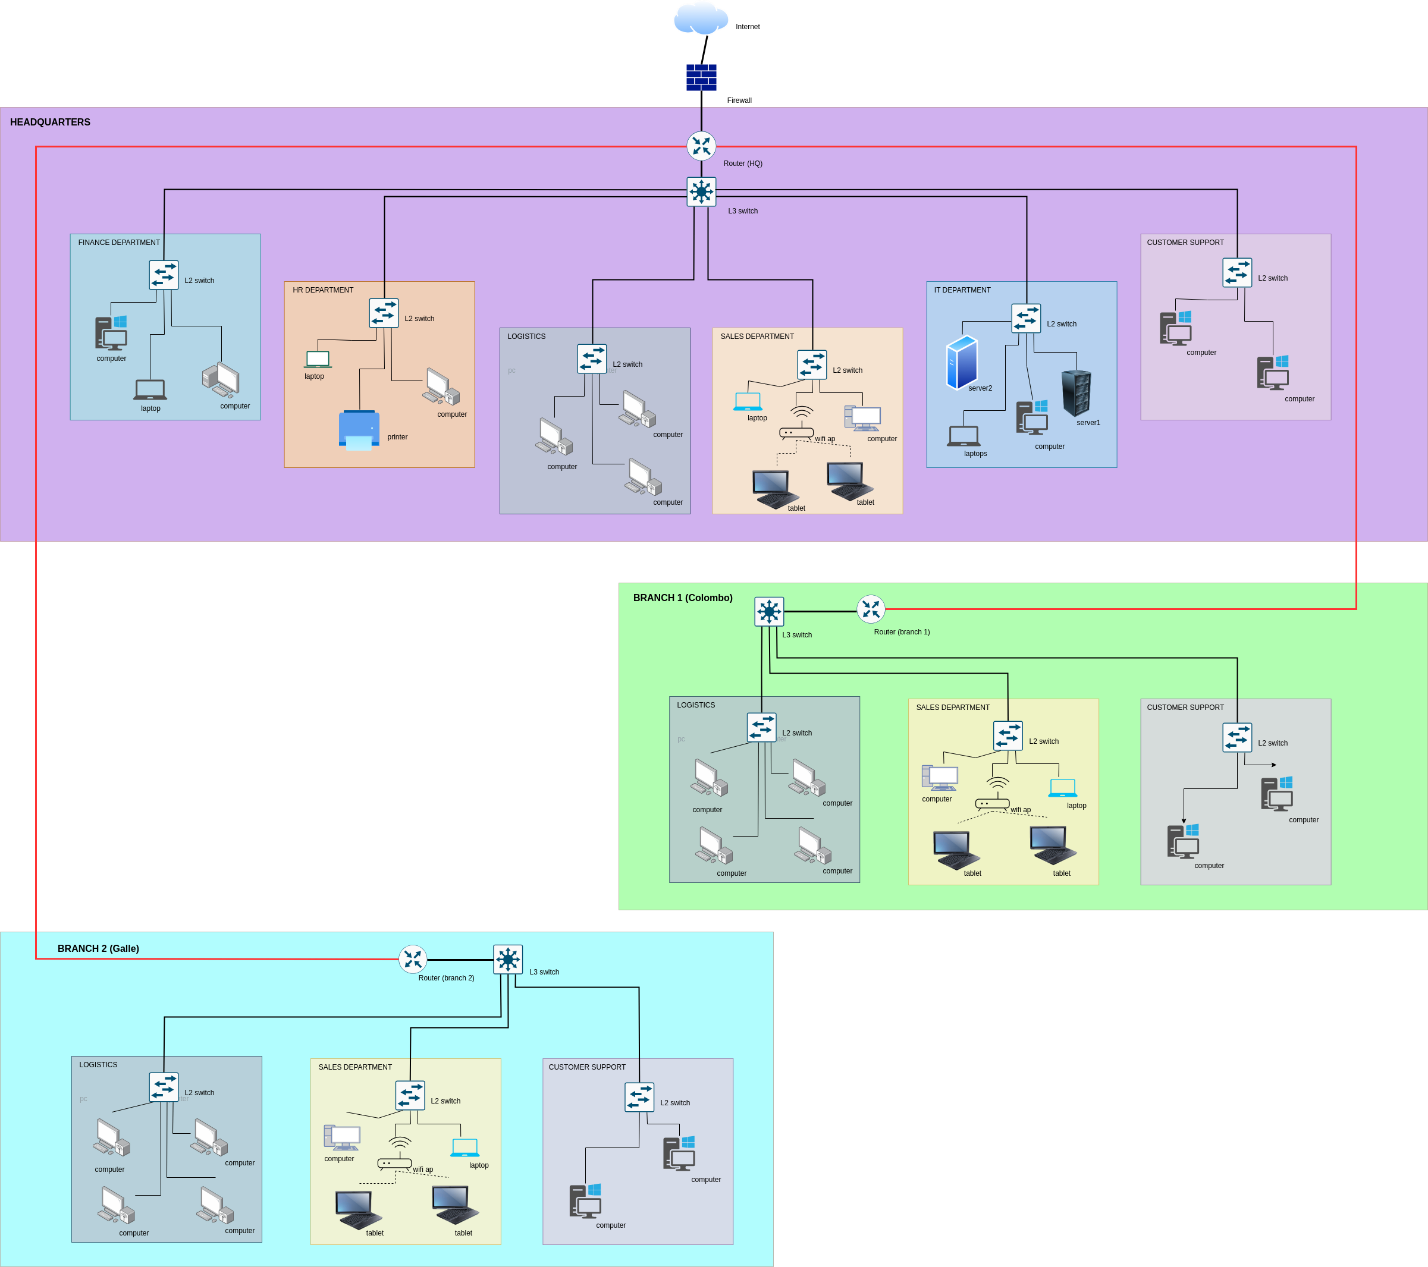 Internet
Firewall
HEADQUARTERS
Router (HQ)
L3 switch
FINANCE DEPARTMENT
L2 switch
computer
laptop
computer
HR DEPARTMENT
L2 switch
laptop
computer
printer
LOGISTICS
L2 switch
pc
computer
computer
computer
SALES DEPARTMENT
L2 switch
laptop
wifi ap
computer
tablet
tablet
IT DEPARTMENT
L2 switch
server2
server1
computer
laptops
CUSTOMER SUPPORT
L2 switch
computer
computer
BRANCH 1 (Colombo)
L3 switch
Router (branch 1)
LOGISTICS
L2 switch
pc
computer
computer
computer
computer
SALES DEPARTMENT
L2 switch
computer
wifi ap
laptop
tablet
tablet
CUSTOMER SUPPORT
L2 switch
computer
computer
BRANCH 2 (Galle)
Router (branch 2)
L3 switch
LOGISTICS
L2 switch
pc
computer
computer
computer
computer
SALES DEPARTMENT
L2 switch
computer
wifi ap
laptop
tablet
tablet
CUSTOMER SUPPORT
L2 switch
computer
computer